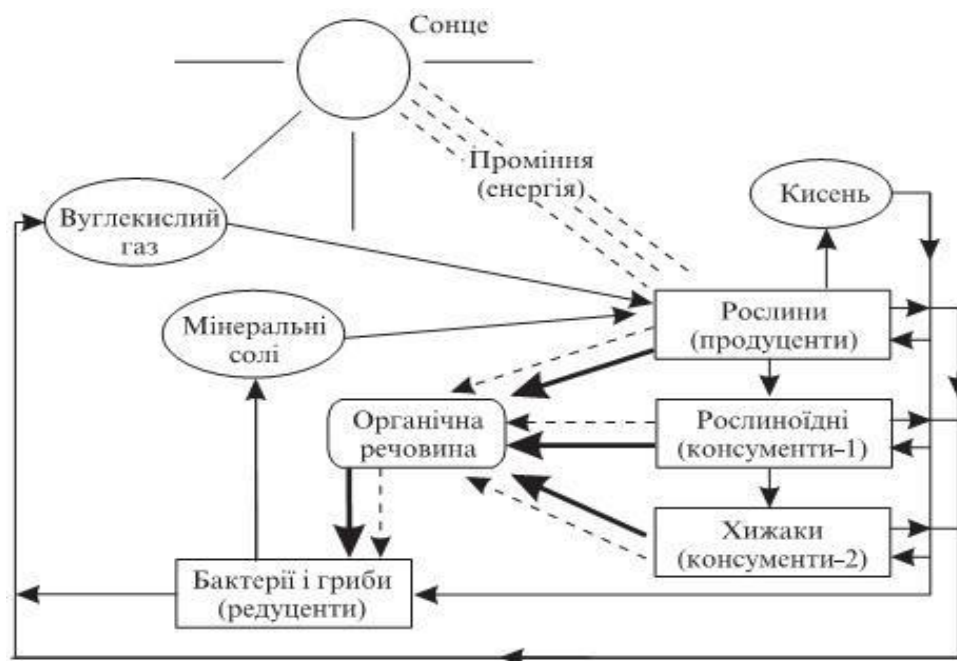 Сонце
Проміння
(енергія)
Кисень
Вуглекислий
газ
Мінеральні
солі
Рослини
(продуценти)
Органічна
речовина
Рослиноїдні
(консументи-1)
Хижаки
(консументи-2)
Бактерії і гриби
(редуценти)